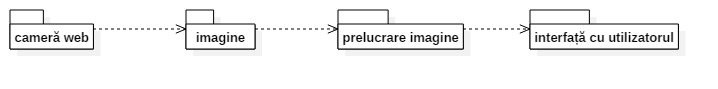 cameră web
imagine
prelucrare imagine
interfață cu utilizatorul